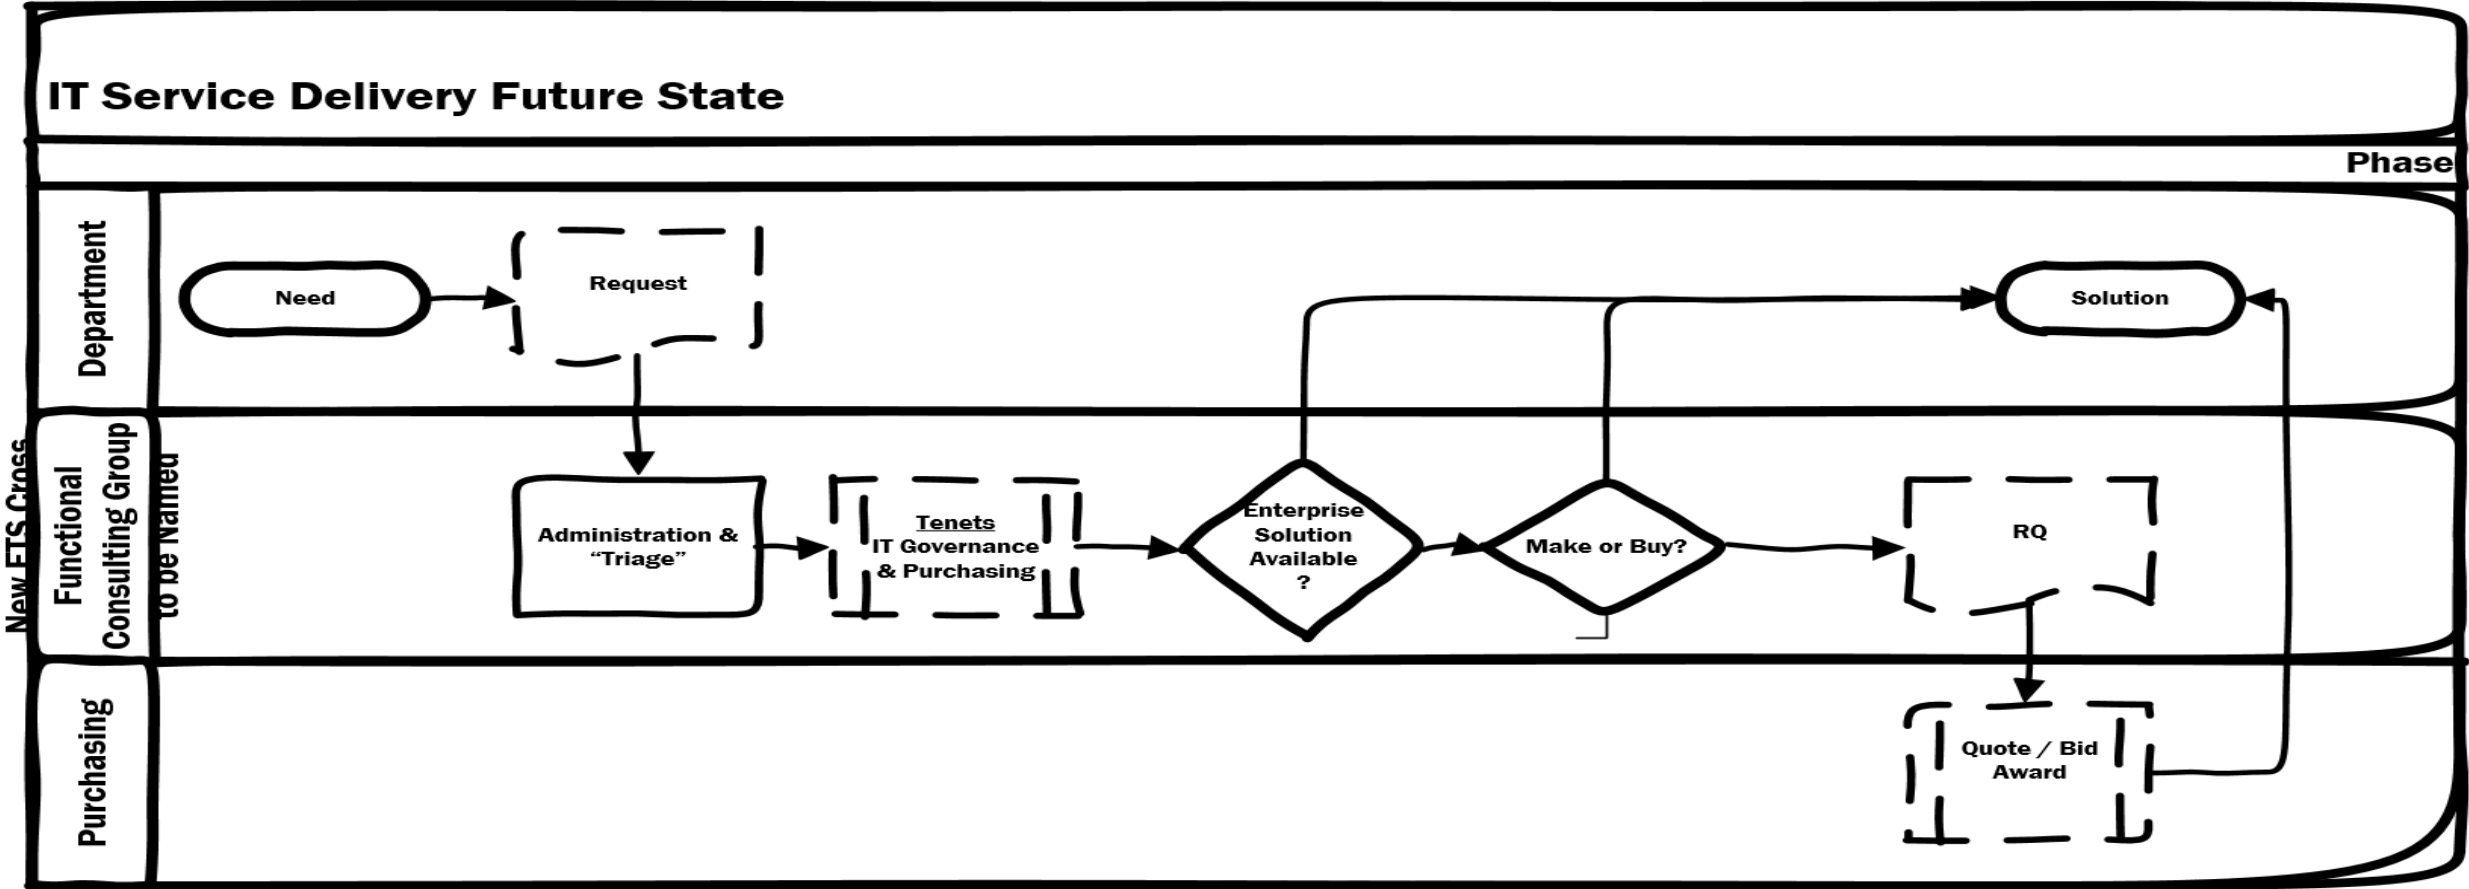 IT Service Delivery Future State
Phase
Department
Need
Request
Solution
New ETS Cross
Functional
Consulting Group
to be Named
Administration &
“Triage”
Tenets
IT Governance
& Purchasing
Enterprise
Solution
Available
?
Make or Buy?
RQ
Purchasing
Quote / Bid
Award